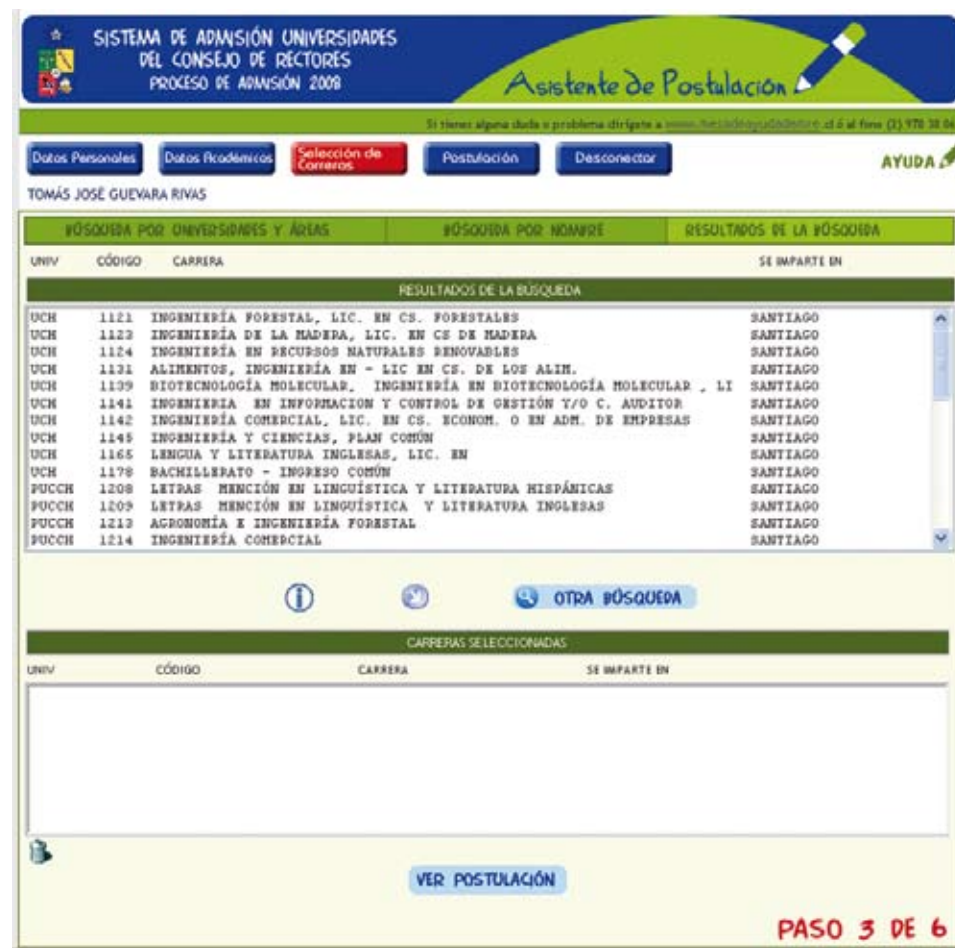 SISTEMA DE ADMISIÓN UNIVERSIDADES
DEL CONSEJO DE RECTORES
PROCESO DE ADMISIÓN 2008
Asistente de Postulación
Si tienes alguna duda o problema dirígete a .cl ó al fono (2) 978 38 06
Datos Personales
Datos Académicos
Selección de Carreras
Postulación
Desconectar
AYUDA
TOMÁS JOSÉ GUEVARA RIVAS
BÚSQUEDA POR UNIVERSIDADES Y ÁREAS BÚSQUEDA POR NOMBRE RESULTADOS DE LA BÚSQUEDA
UNIV CÓDIGO CARRERA SE IMPARTE EN
RESULTADOS DE LA BÚSQUEDA
UCH 1121 INGENIERÍA FORESTAL, LIC. EN CS. FORESTALES SANTIAGO
UCH 1123 INGENIERÍA DE LA MADERA, LIC. EN CS DE MADERA SANTIAGO
UCH 1124 INGENIERÍA EN RECURSOS NATURALES RENOVABLES SANTIAGO
UCH 1131 ALIMENTOS, INGENIERÍA EN - LIC EN CS. DE LOS ALIM. SANTIAGO
UCH 1139 BIOTECNOLOGÍA MOLECULAR, INGENIERÍA EN BIOTECNOLOGÍA MOLECULAR , LI SANTIAGO
UCH 1141 INGENIERIA EN INFORMACION Y CONTROL DE GESTIÓN Y/O C. AUDITOR SANTIAGO
UCH 1142 INGENIERÍA COMERCIAL, LIC. EN CS. ECONOM. O EN ADM. DE EMPRESAS SANTIAGO
UCH 1145 INGENIERÍA Y CIENCIAS, PLAN COMÚN SANTIAGO
UCH 1165 LENGUA Y LITERATURA INGLESAS, LIC. EN SANTIAGO
UCH 1178 BACHILLERATO - INGRESO COMÚN SANTIAGO
PUCCH 1208 LETRAS MENCIÓN EN LINGUÍSTICA Y LITERATURA HISPÁNICAS SANTIAGO
PUCCH 1209 LETRAS MENCIÓN EN LINGUÍSTICA Y LITERATURA INGLESAS SANTIAGO
PUCCH 1213 AGRONOMÍA E INGENIERÍA FORESTAL SANTIAGO
PUCCH 1214 INGENIERÍA COMERCIAL SANTIAGO
OTRA BÚSQUEDA
CARRERAS SELECCIONADAS
UNIV CÓDIGO CARRERA SE IMPARTE EN
VER POSTULACIÓN
PASO 3 DE 6